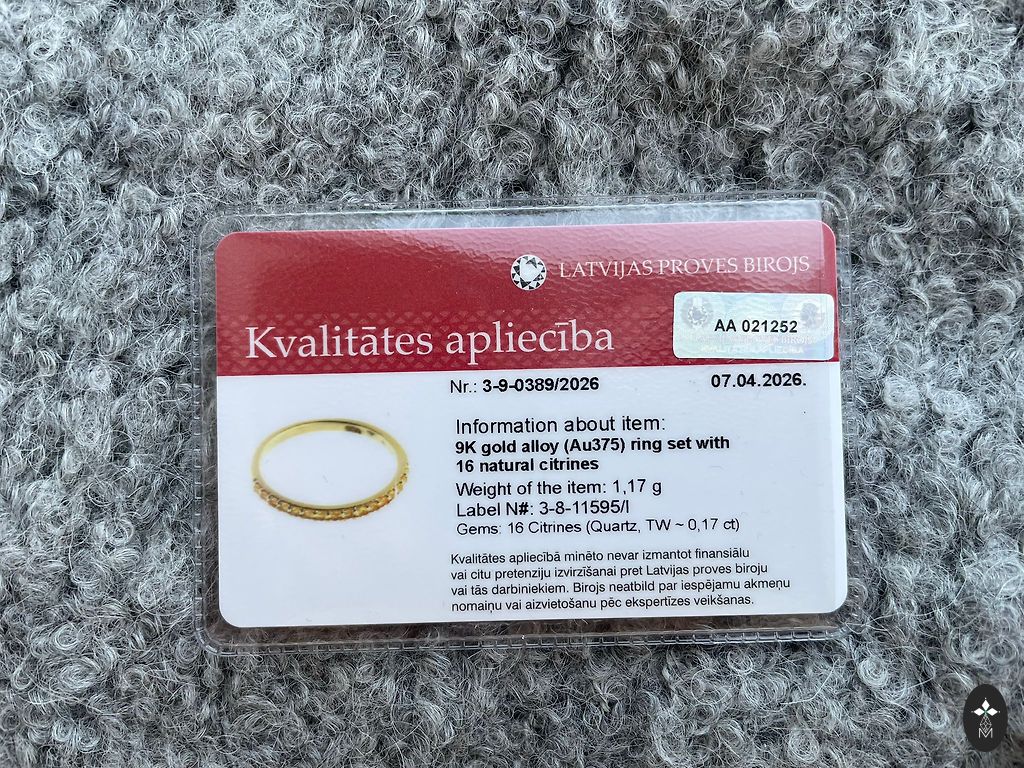 LATVIJAS PROVES BIROJS
Kvalitātes apliecība
AA 021252
Nr.: 3-9-0389/2026
07.04.2026.
Information about item:
9K gold alloy (Au375) ring set with
16 natural citrines
Weight of the item: 1,17 g
Label N#: 3-8-11595/I
Gems: 16 Citrines (Quartz, TW ~ 0,17 ct)
Kvalitātes apliecībā minēto nevar izmantot finansiālu
vai citu pretenziju izvirzīšanai pret Latvijas proves biroju
vai tās darbiniekiem. Birojs neatbild par iespējamu akmeņu
nomaiņu vai aizvietošanu pēc ekspertīzes veikšanas.